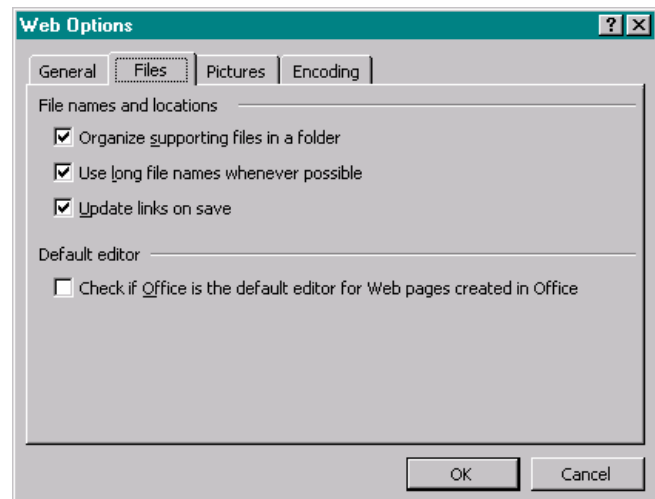 Web Options
General Files Pictures Encoding
File names and locations
Organize supporting files in a folder
Use long file names whenever possible
Update links on save
Default editor
Check if Office is the default editor for Web pages created in Office
OK Cancel